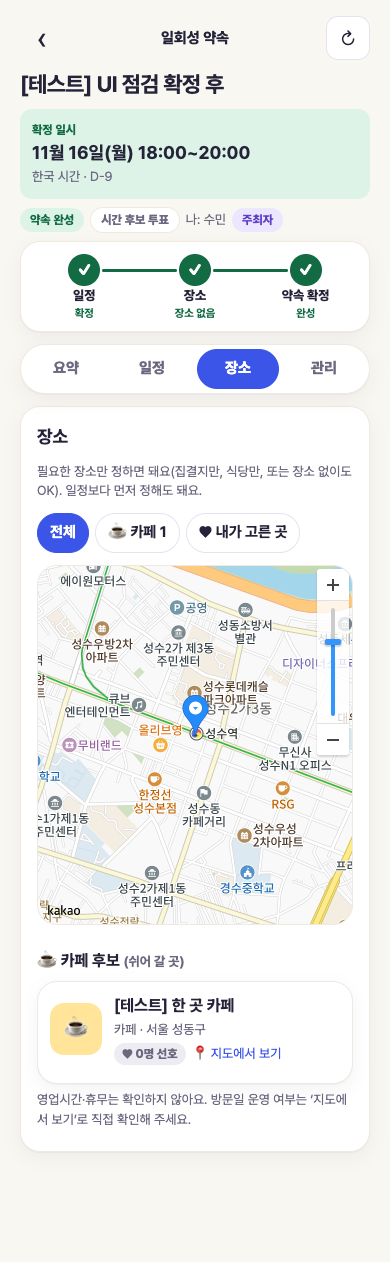 일회성 약속
[테스트] UI 점검 확정 후
확정 일시
11월 16일(월) 18:00~20:00
한국 시간 · D-9
약속 완성 시간 후보 투표 나: 수민 주최자
일정 장소 약속 확정
확정 장소 없음 완성
요약 일정 장소 관리
장소
필요한 장소만 정하면 돼요(집결지만, 식당만, 또는 장소 없이도
OK). 일정보다 먼저 정해도 돼요.
전체 카페 1 내가 고른 곳
에이원모터스
공영
성동소방서
별관
성수우방2차
아파트
성수2가 제3동
주민센터
디자이너
성수롯데캐슬
파크아파트
성수2가3동
큐브
엔터테인먼트
올리브영
성수역
무비랜드
무신사
성수N1 오피스
학교
한정선
성수본점
성수동
카페거리
RSG
주민센터
성수우성
2차아파트
성수2가제1동
주민센터
경수중학교
kakao
성수전략
카페 후보 (쉬어 갈 곳)
[테스트] 한 곳 카페
카페 · 서울 성동구
0명 선호 지도에서 보기
영업시간·휴무는 확인하지 않아요. 방문일 운영 여부는 ‘지도에
서 보기’로 직접 확인해 주세요.